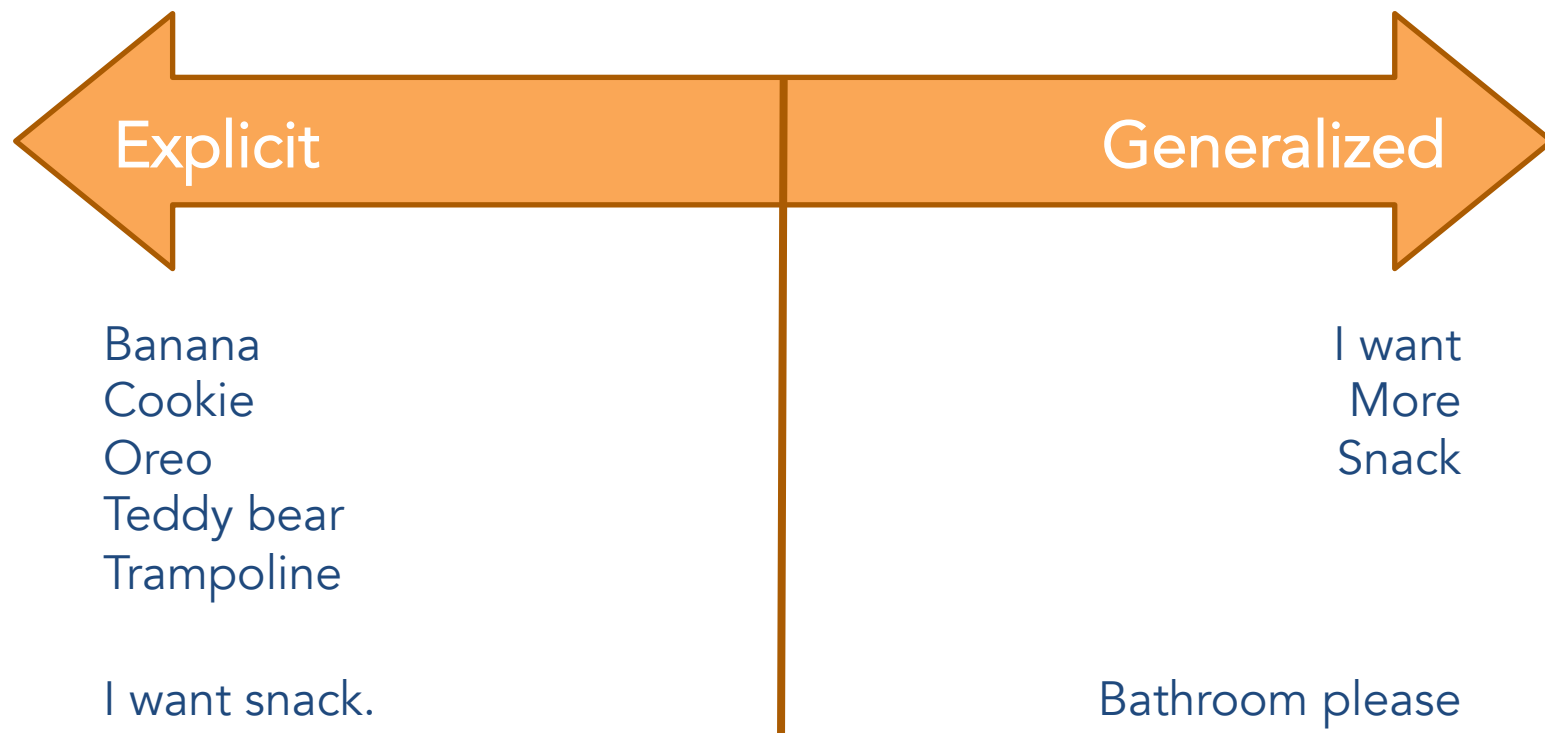 Explicit
Generalized
Banana
Cookie
Oreo
Teddy bear
Trampoline
I want snack.
I want
More
Snack
Bathroom please